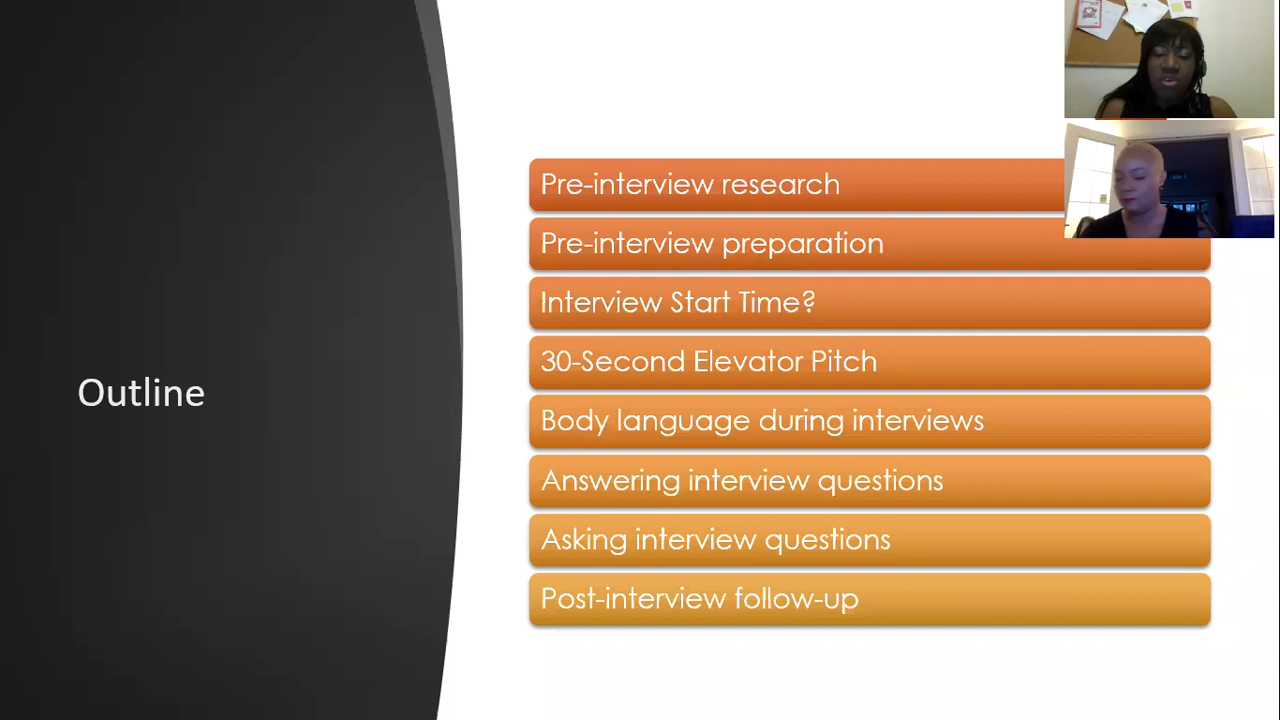 Outline
Pre-interview research
Pre-interview preparation
Interview Start Time?
30-Second Elevator Pitch
Body language during interviews
Answering interview questions
Asking interview questions
Post-interview follow-up